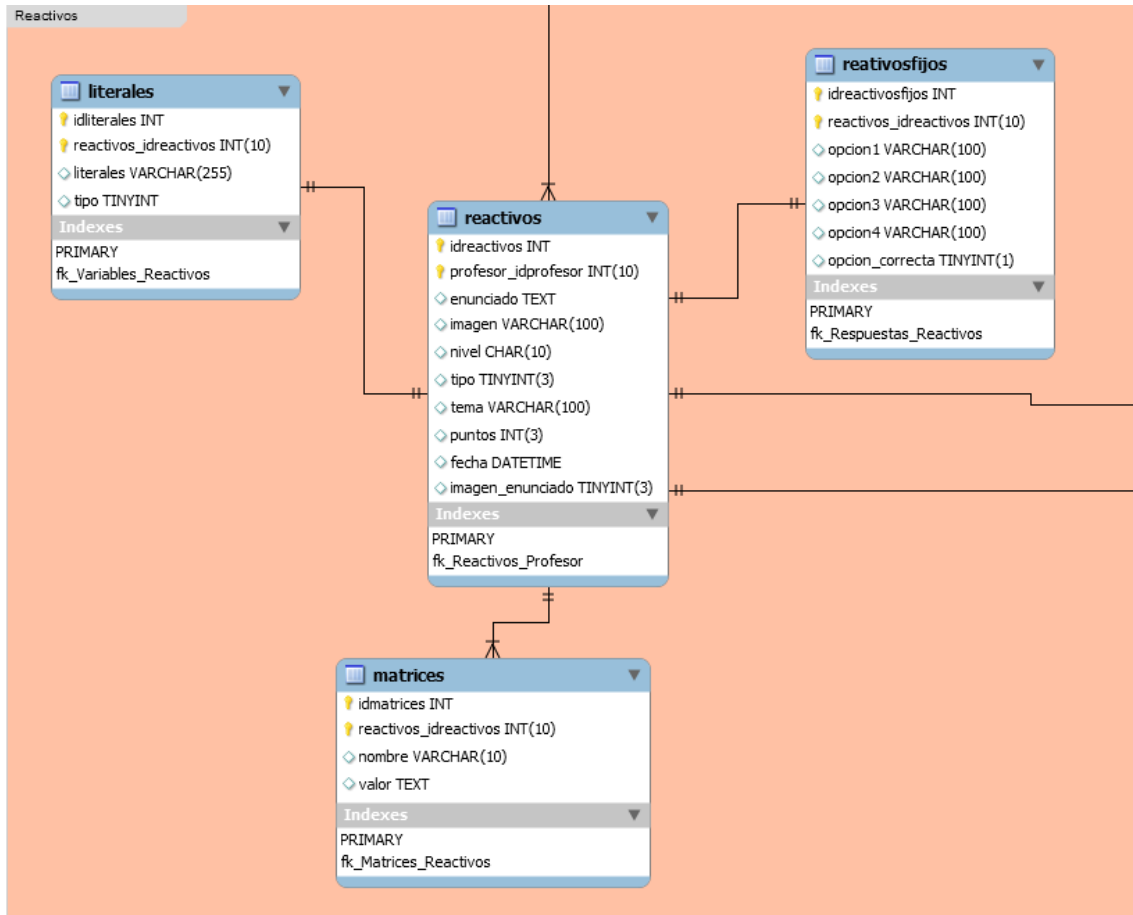 Reactivos
literales
idliterales INT
reactivos_idreactivos INT(10)
literales VARCHAR(255)
tipo TINYINT
Indexes
PRIMARY
fk_Variables_Reactivos
reativosfijos
idreactivosfijos INT
reactivos_idreactivos INT(10)
opcion1 VARCHAR(100)
opcion2 VARCHAR(100)
opcion3 VARCHAR(100)
opcion4 VARCHAR(100)
opcion_correcta TINYINT(1)
Indexes
PRIMARY
fk_Respuestas_Reactivos
reactivos
idreactivos INT
profesor_idprofesor INT(10)
enunciado TEXT
imagen VARCHAR(100)
nivel CHAR(10)
tipo TINYINT(3)
tema VARCHAR(100)
puntos INT(3)
fecha DATETIME
imagen_enunciado TINYINT(3)
Indexes
PRIMARY
fk_Reactivos_Profesor
matrices
idmatrices INT
reactivos_idreactivos INT(10)
nombre VARCHAR(10)
valor TEXT
Indexes
PRIMARY
fk_Matrices_Reactivos